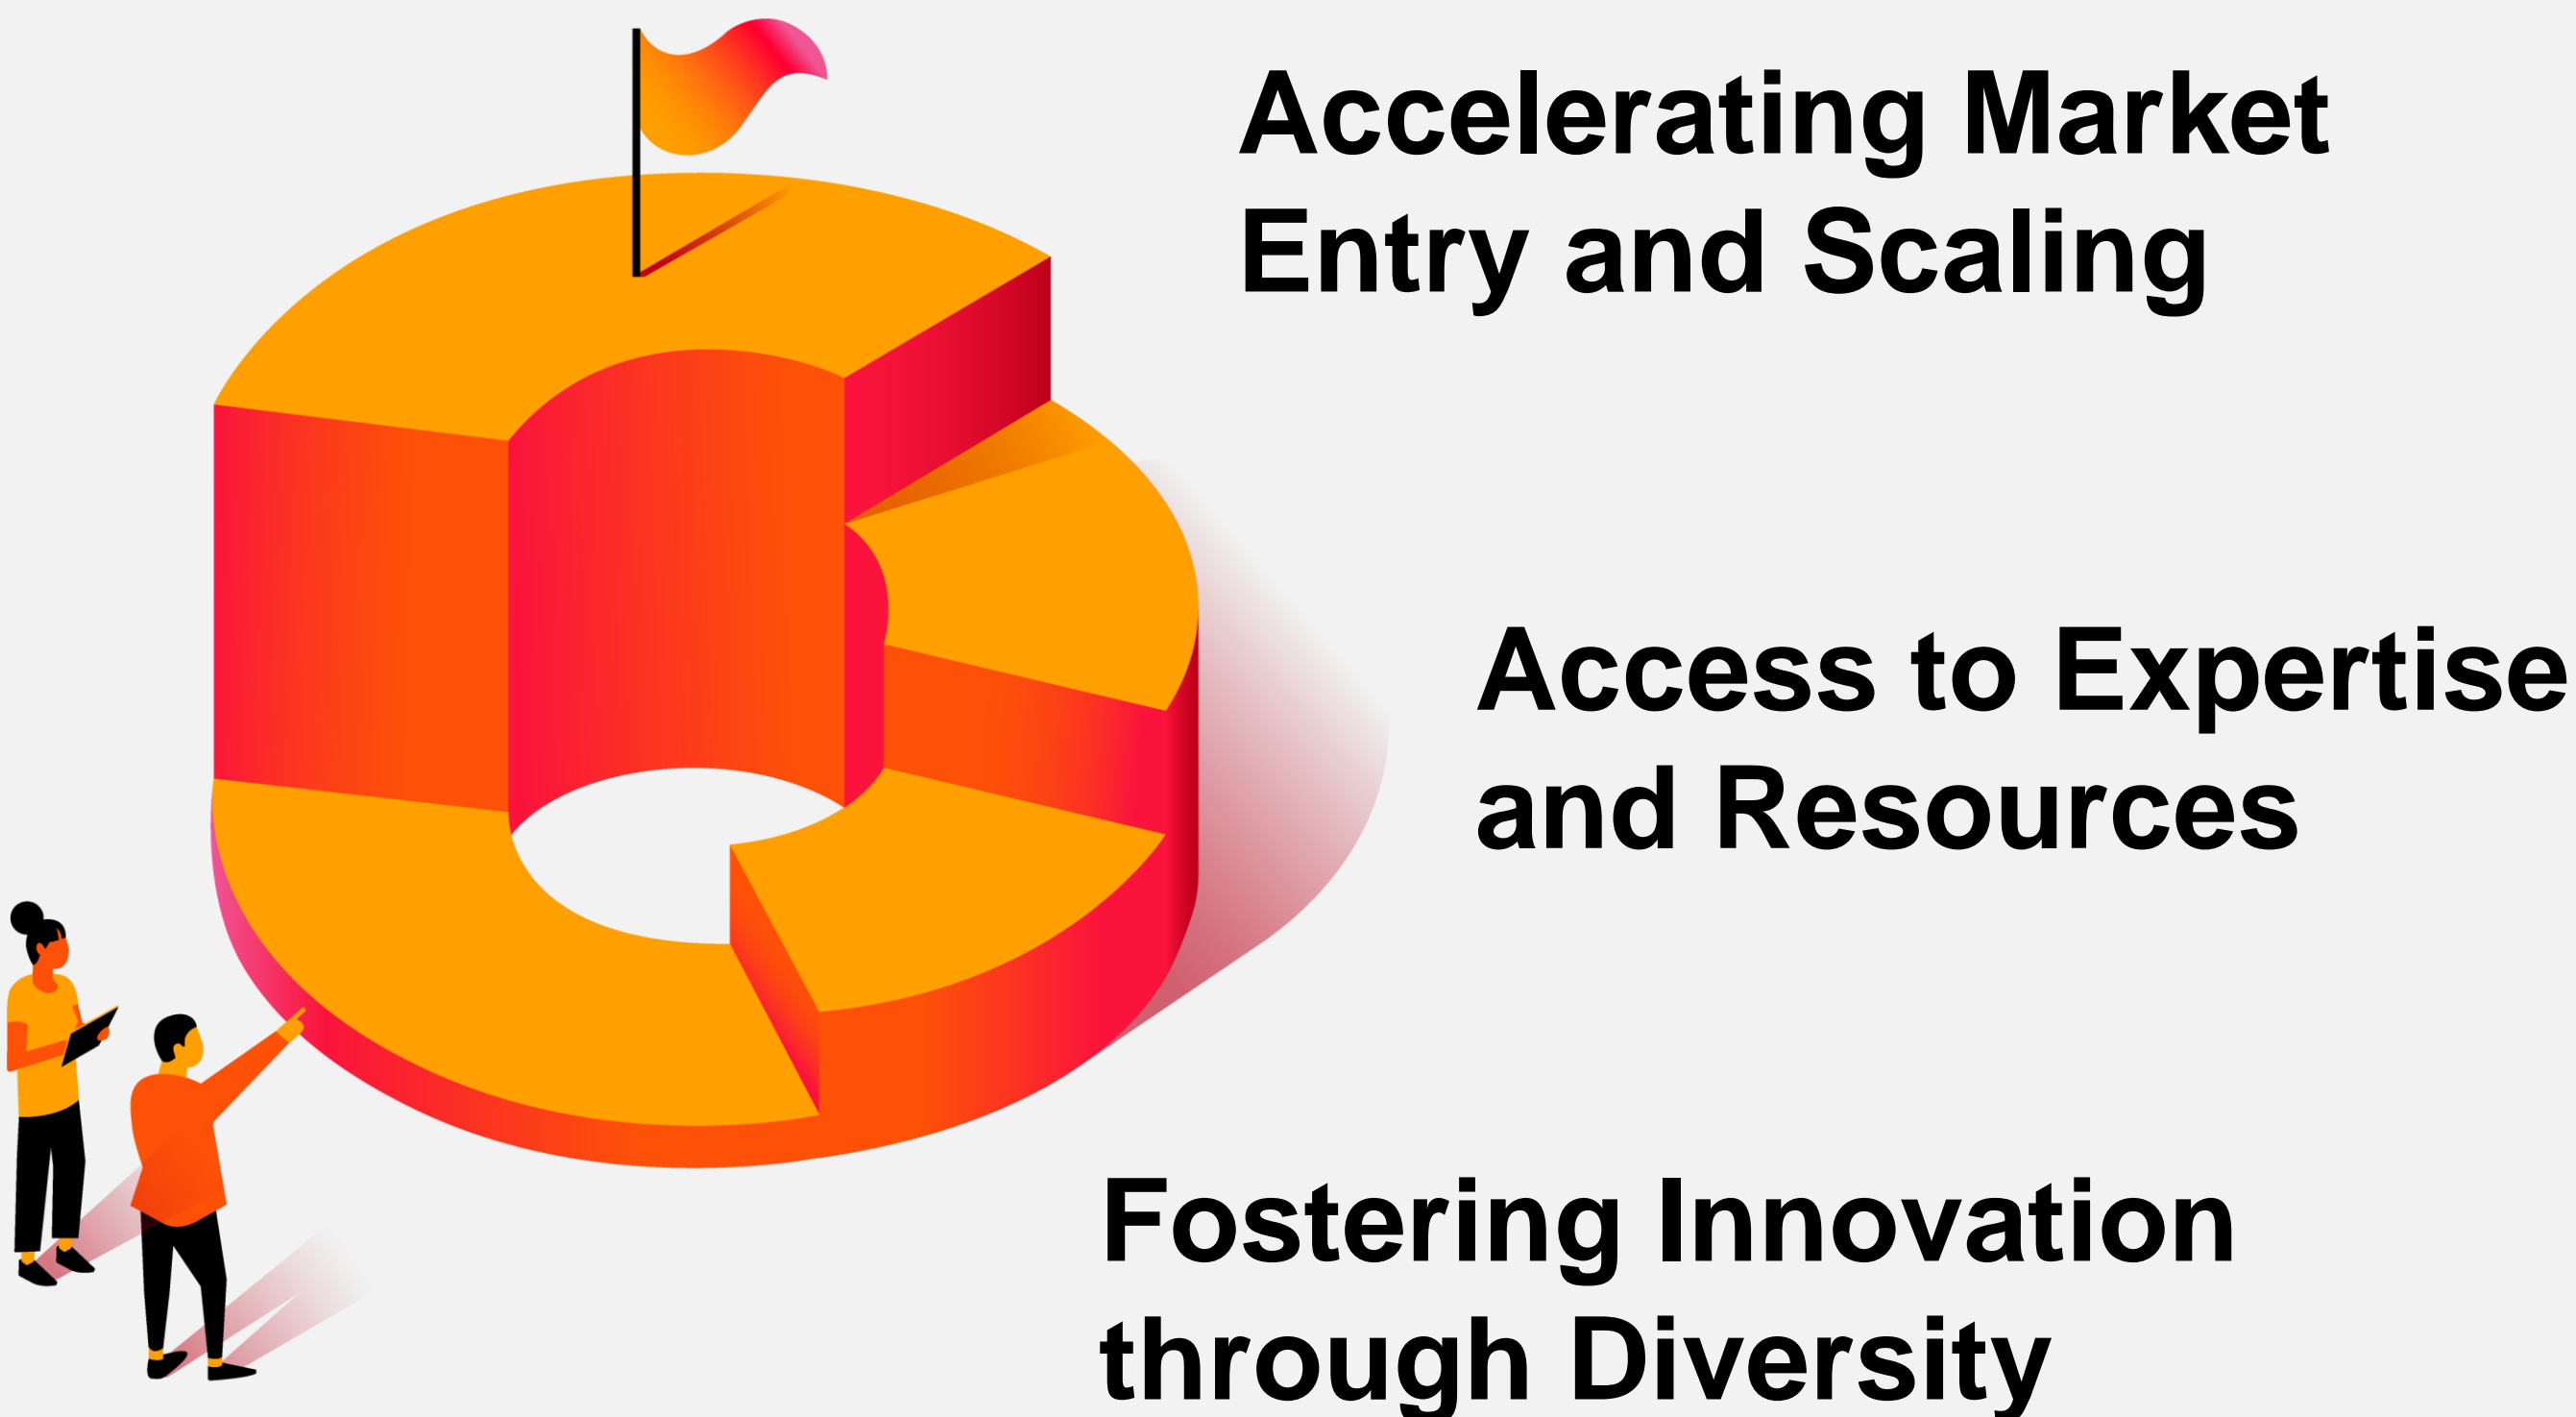 Accelerating Market
Entry and Scaling
Access to Expertise
and Resources
Fostering Innovation
through Diversity